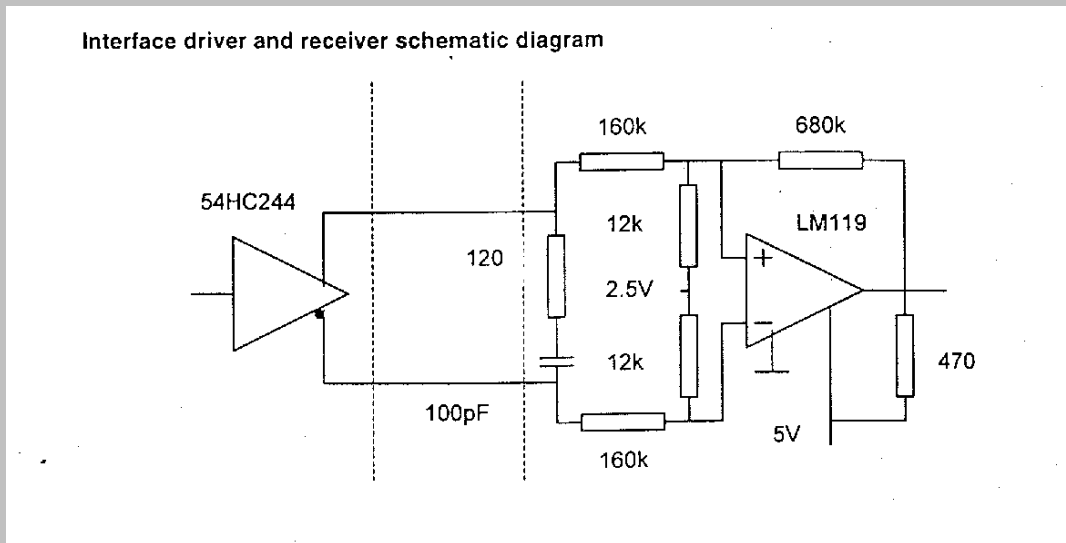 Interface driver and receiver schematic diagram
160k
680k
54HC244
12k
LM119
120
2.5V
+
−
12k
470
100pF
5V
160k